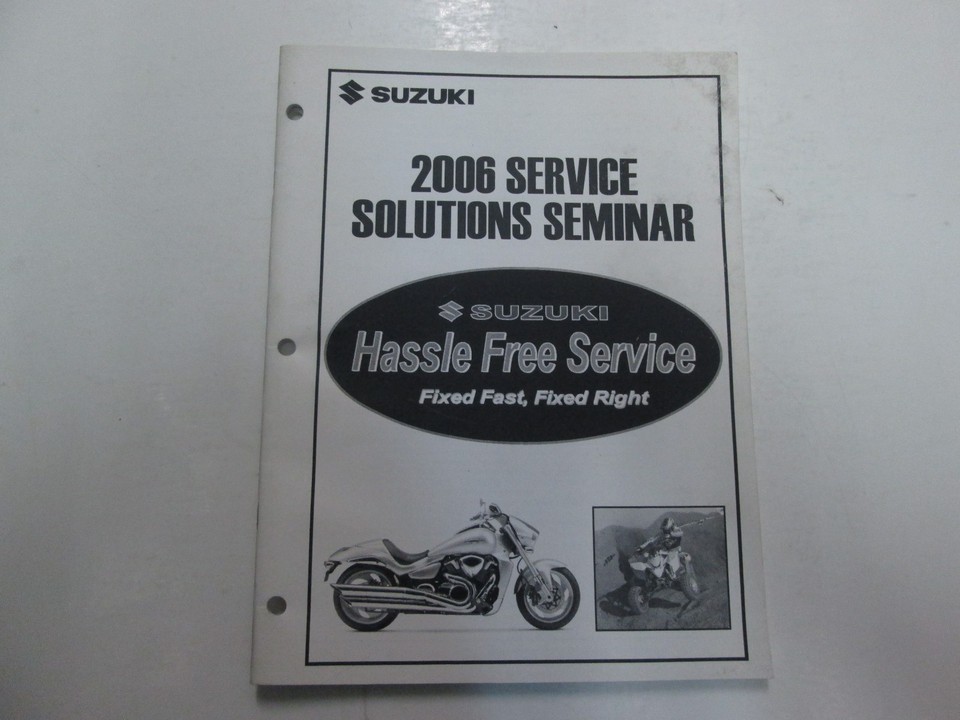 SUZUKI
2006 SERVICE
SOLUTIONS SEMINAR
SUZUKI
Hassle Free Service
Fixed Fast, Fixed Right